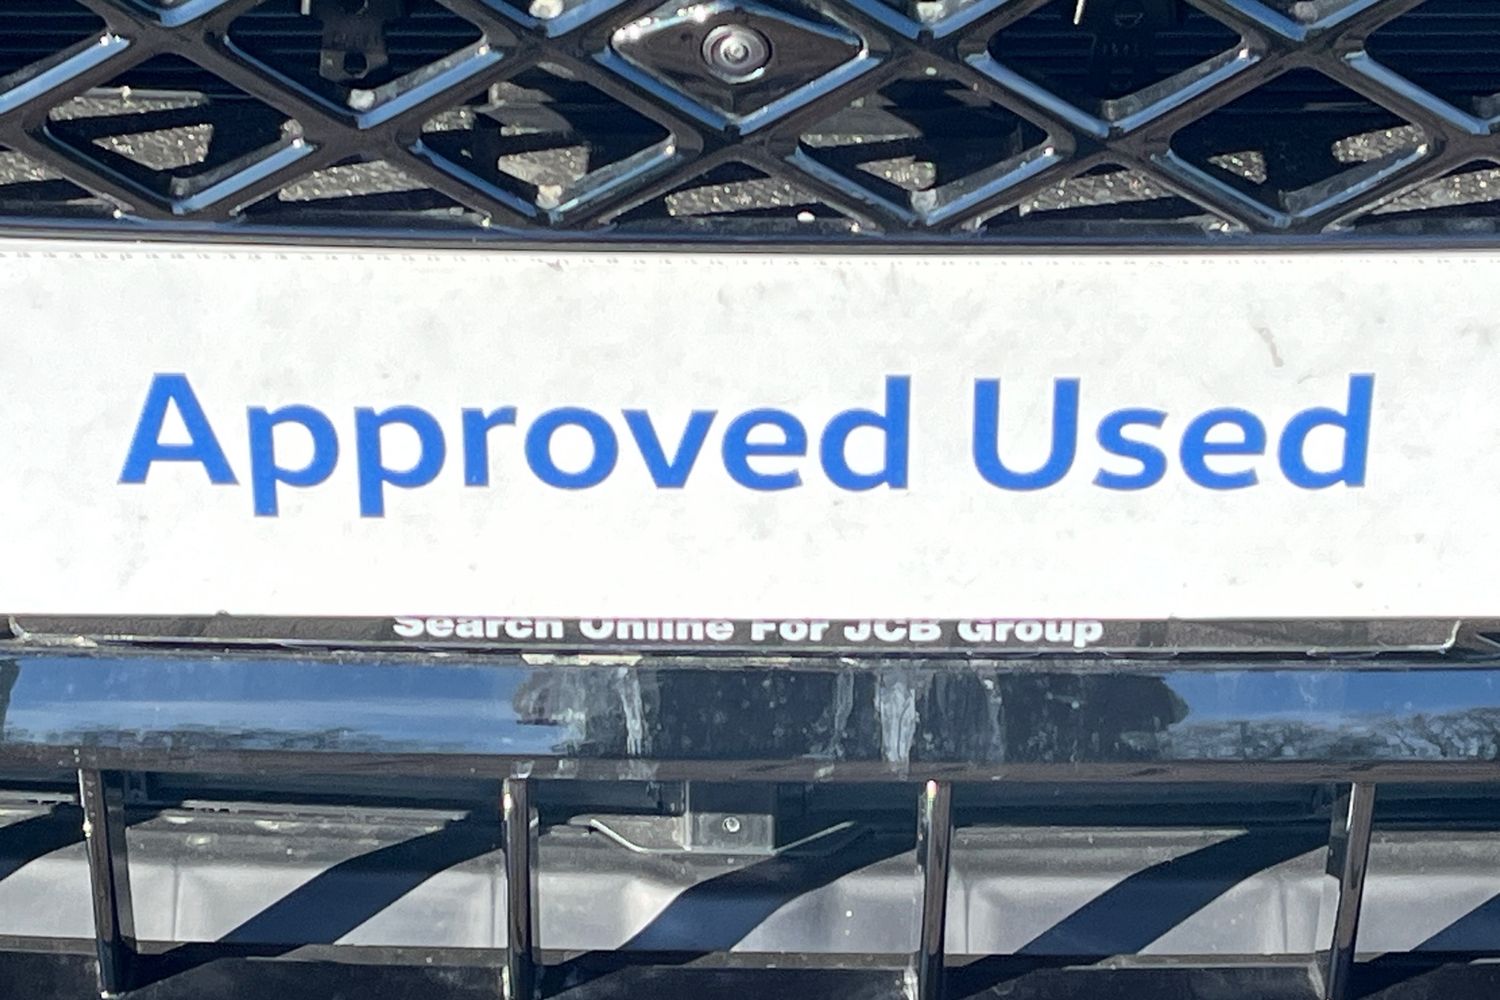 Approved Used
Search Online For JCB Group